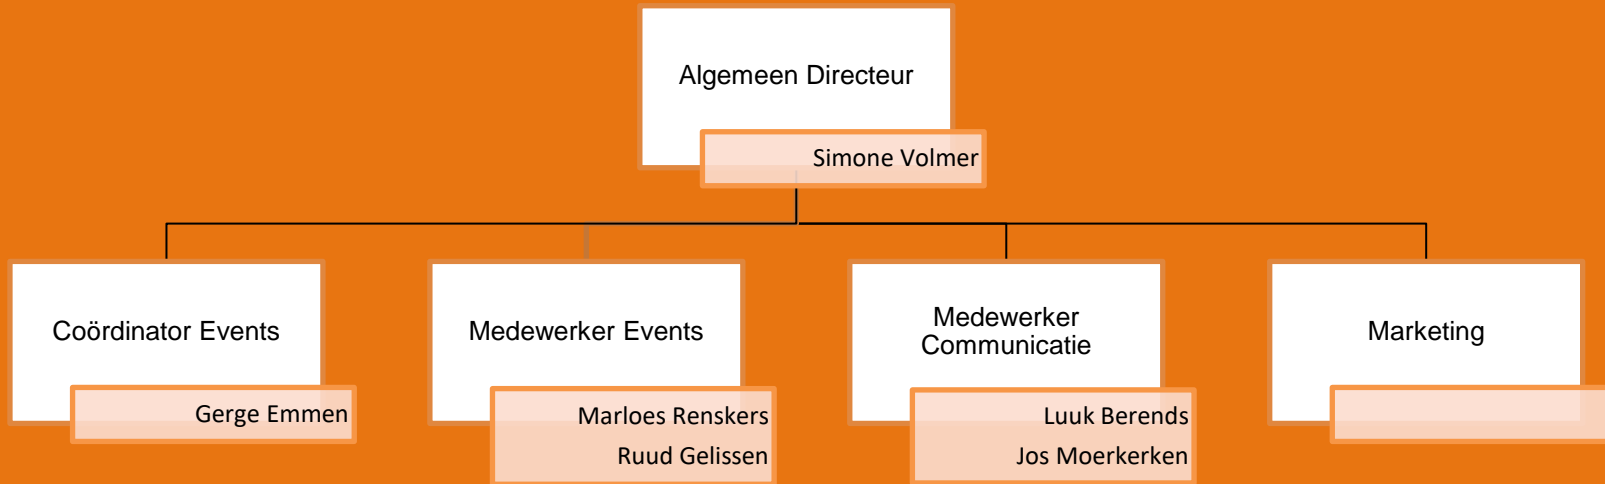 Algemeen Directeur
Simone Volmer
Coördinator Events
Gerge Emmen
Medewerker Events
Marloes Renskers
Ruud Gelissen
Medewerker
Communicatie
Luuk Berends
Jos Moerkerken
Marketing